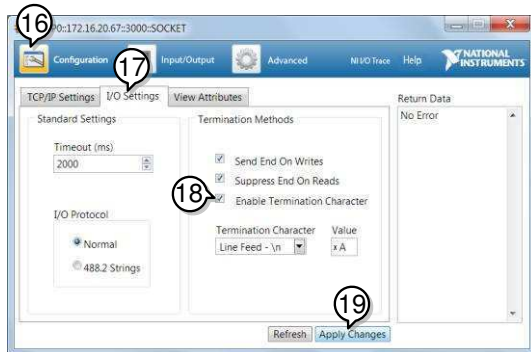 16
P0::172.16.20.67::3000::SOCKET
Configuration
17
Input/Output
Advanced
NI I/O Trace
Help
NATIONAL
INSTRUMENTS
TCP/IP Settings
I/O Settings
View Attributes
Return Data
Standard Settings
Termination Methods
No Error
Timeout (ms)
2000
Send End On Writes
Suppress End On Reads
18
Enable Termination Character
I/O Protocol
Termination Character
Value
Normal
Line Feed - \n
x A
488.2 Strings
19
Refresh
Apply Changes